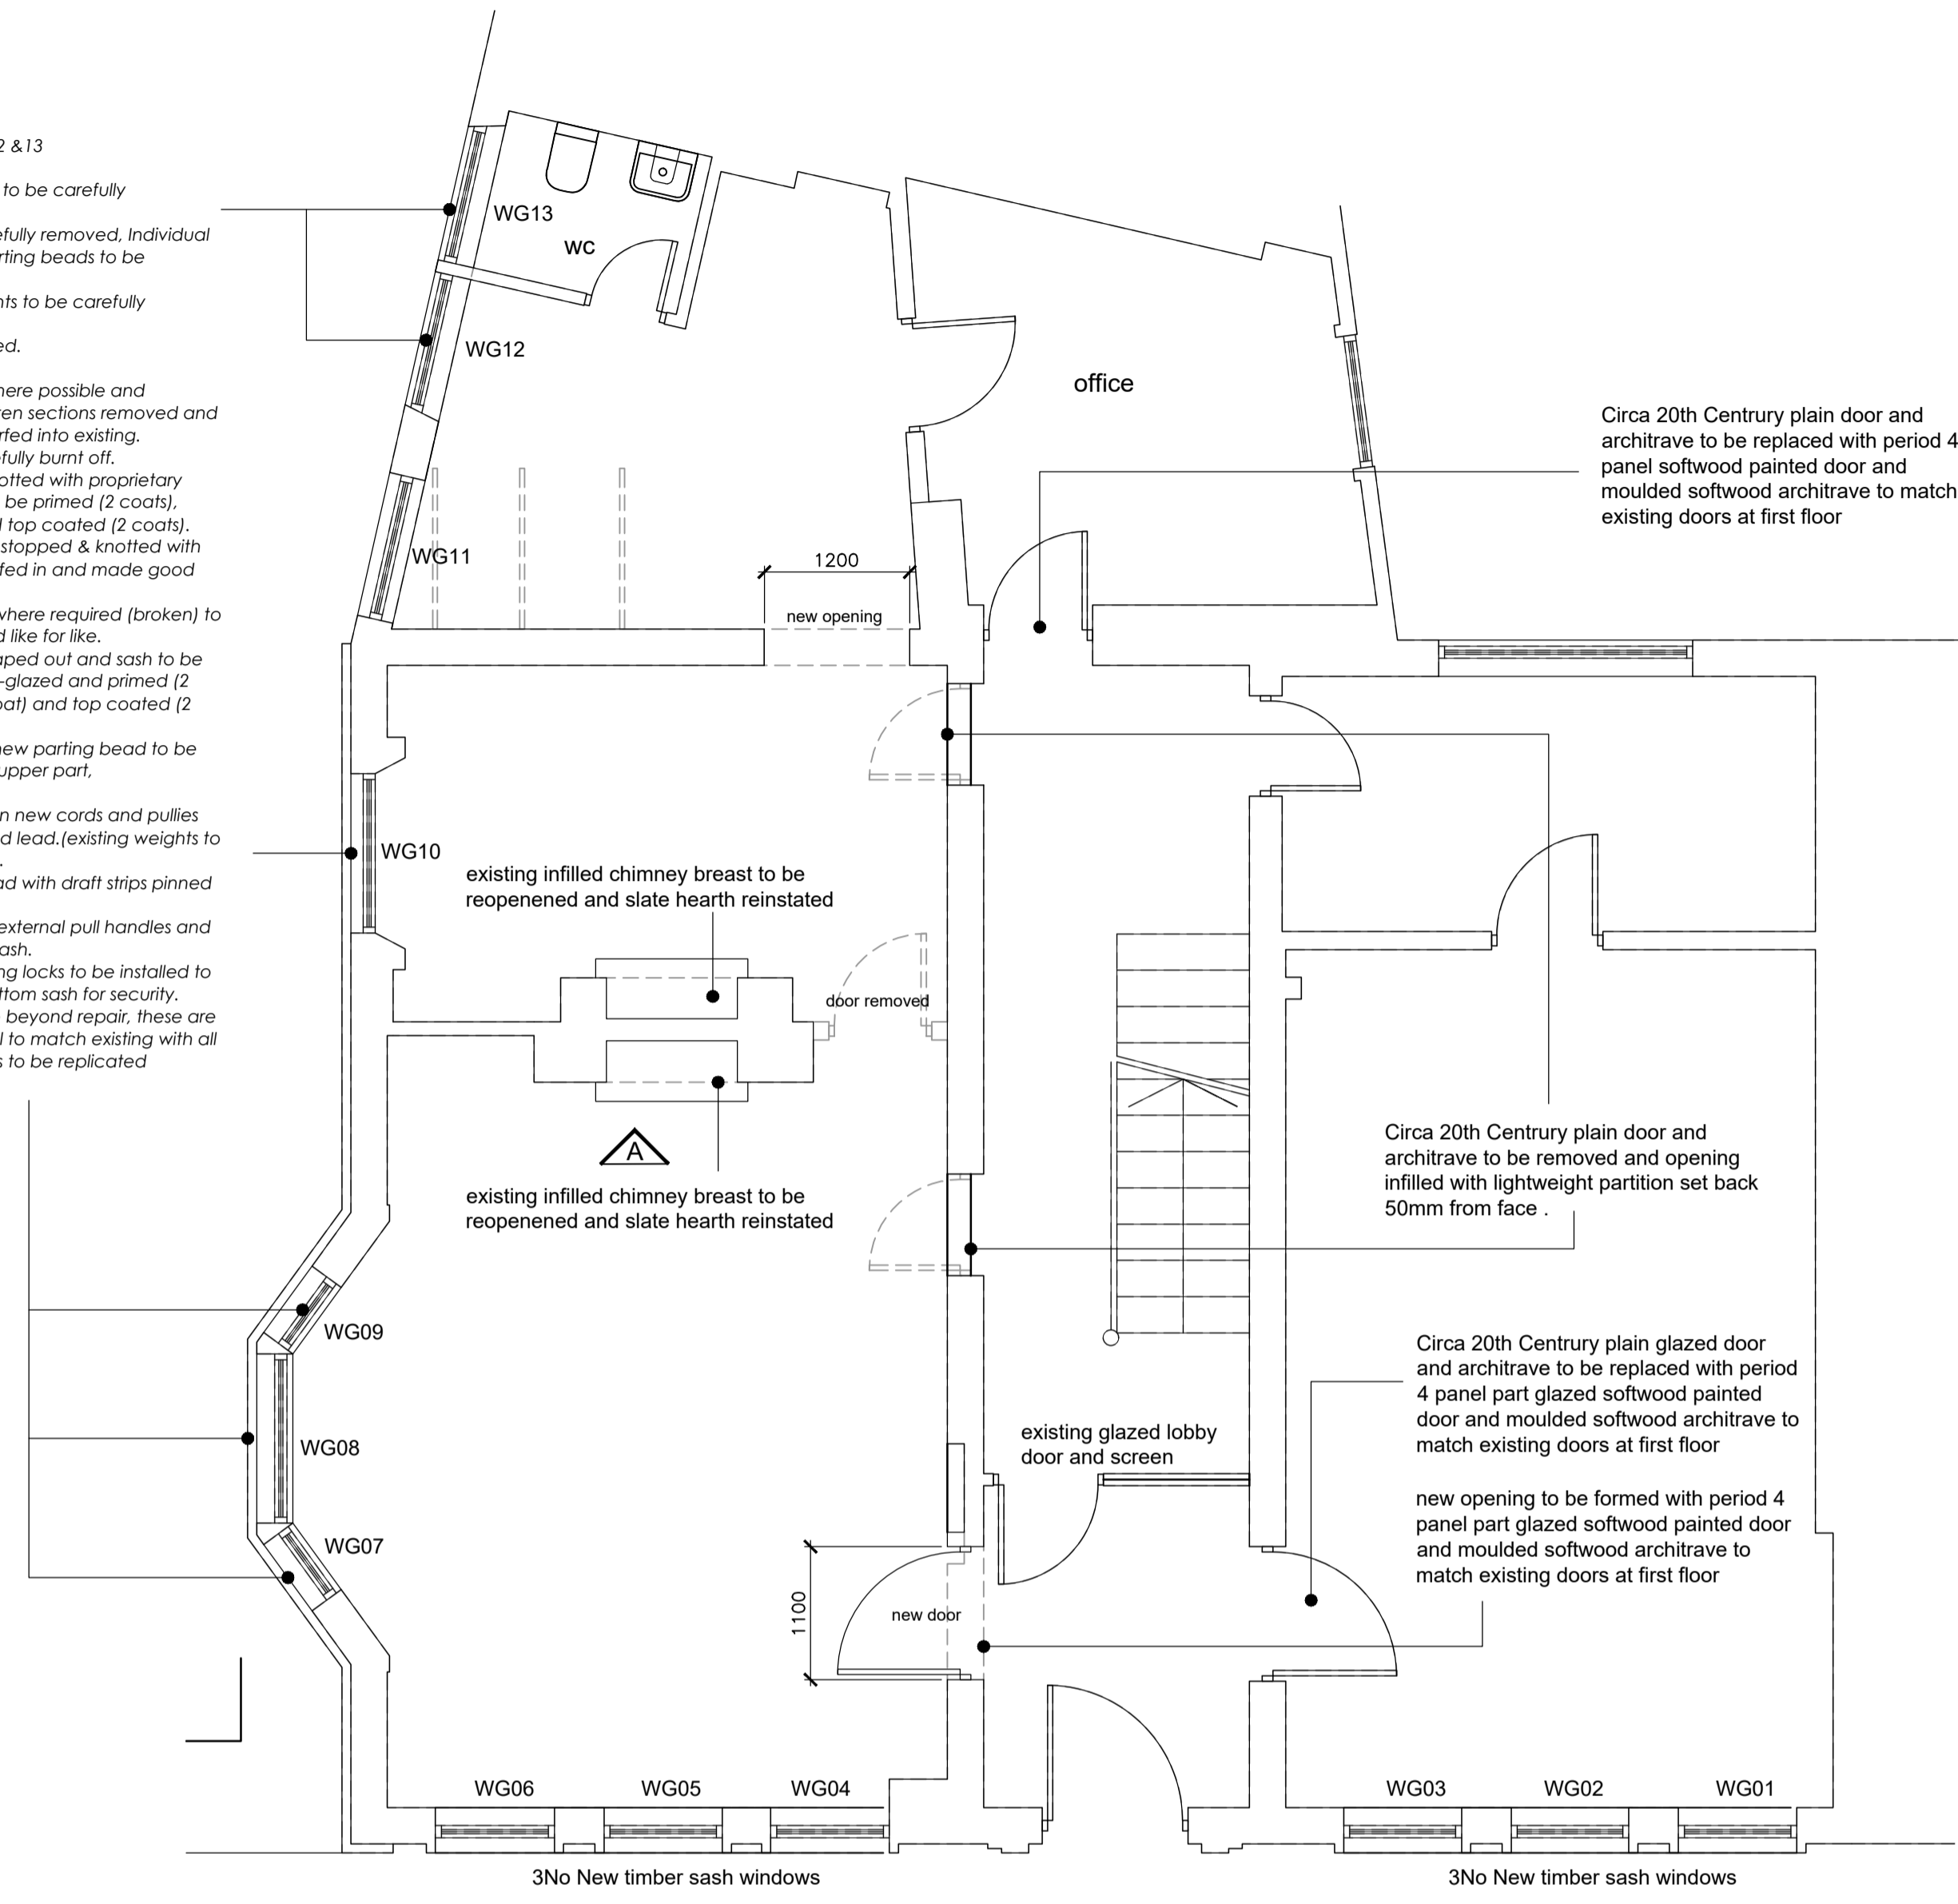 2 &13
to be carefully
efully removed, Individual
rting beads to be
nts to be carefully
ed.
here possible and
ten sections removed and
rfed into existing.
efully burnt off.
otted with proprietary
be primed (2 coats),
d top coated (2 coats).
stopped & knotted with
fed in and made good
where required (broken) to
d like for like.
aped out and sash to be
-glazed and primed (2
oat) and top coated (2
new parting bead to be
upper part,
n new cords and pullies
d lead.(existing weights to
ad with draft strips pinned
external pull handles and
ash.
ng locks to be installed to
ttom sash for security.
beyond repair, these are
l to match existing with all
s to be replicated
WG13
wc
WG12
office
WG11
1200
new opening
Circa 20th Centrury plain door and
architrave to be replaced with period 4
panel softwood painted door and
moulded softwood architrave to match
existing doors at first floor
WG10
existing infilled chimney breast to be
reopenened and slate hearth reinstated
door removed
A
existing infilled chimney breast to be
reopenened and slate hearth reinstated
Circa 20th Centrury plain door and
architrave to be removed and opening
infilled with lightweight partition set back
50mm from face .
WG09
WG08
WG07
existing glazed lobby
door and screen
Circa 20th Centrury plain glazed door
and architrave to be replaced with period
4 panel part glazed softwood painted
door and moulded softwood architrave to
match existing doors at first floor
new opening to be formed with period 4
panel part glazed softwood painted door
and moulded softwood architrave to
match existing doors at first floor
1100
new door
WG06
WG05
WG04
WG03
WG02
WG01
3No New timber sash windows
3No New timber sash windows